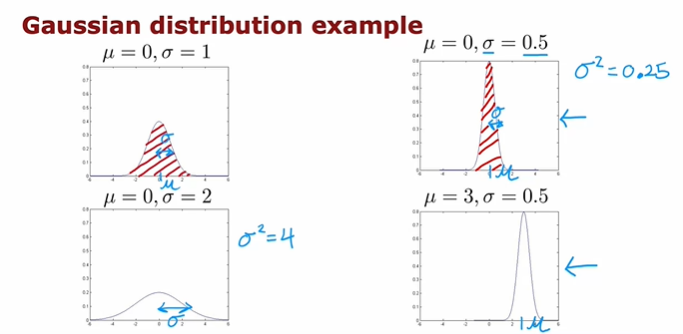 Gaussian distribution example
μ = 0, σ = 1
μ = 0, σ = 0.5
σ² = 0.25
σ
μ
σ
μ
μ = 0, σ = 2
μ = 3, σ = 0.5
σ² = 4
σ
μ